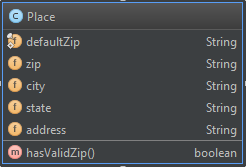 C Place
f defaultZip String
f zip String
f city String
f state String
f address String
m hasValidZip() boolean